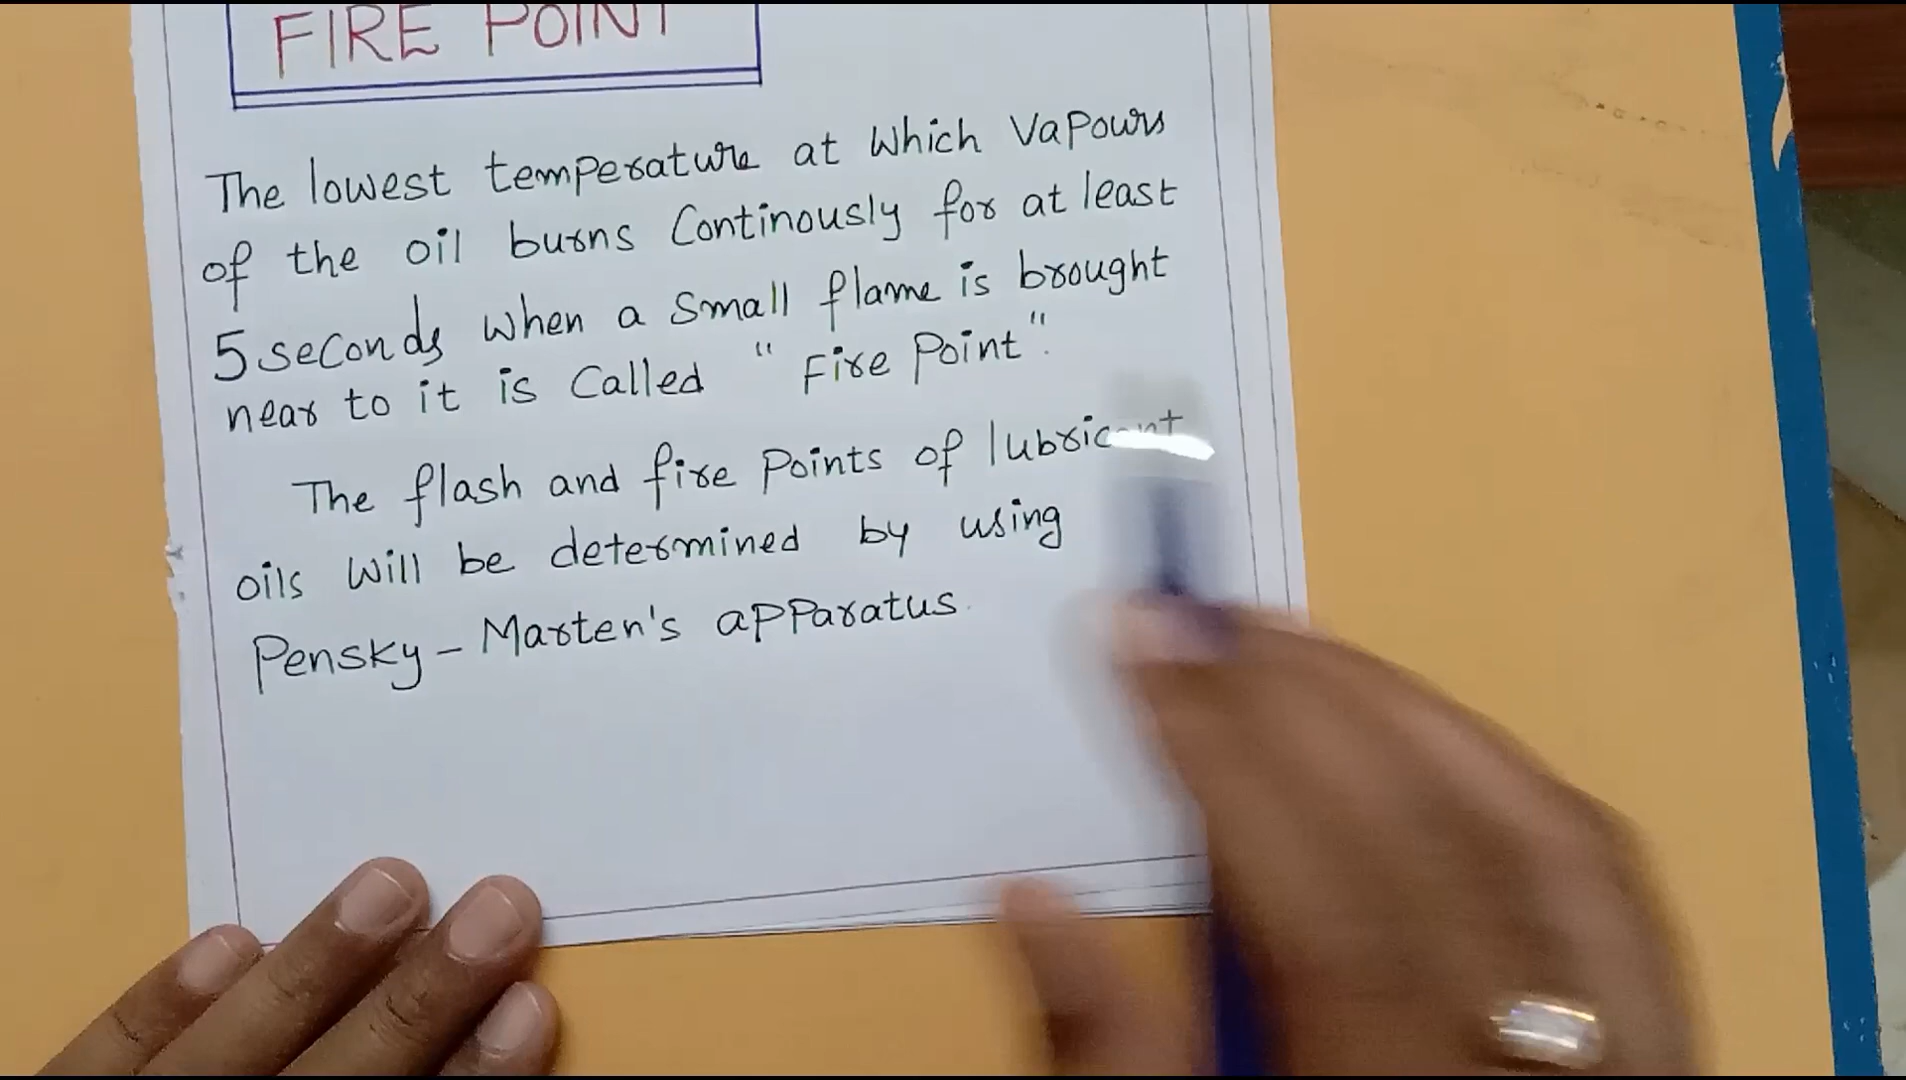 FIRE POINT
The lowest temperature at which vapours
of the oil burns Continously for at least
5 seconds when a small flame is brought
near to it is Called " Fire Point".
The flash and fire Points of lubricant
oils will be determined by using
Pensky - Marten's apparatus.